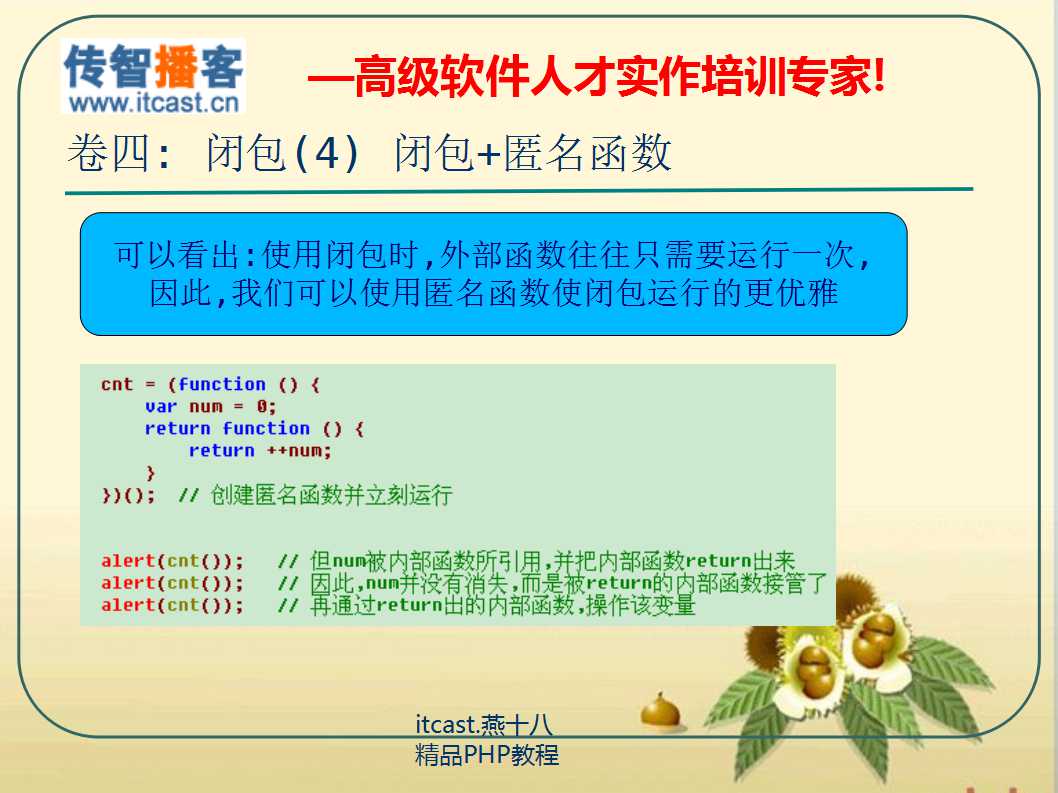 传智播客
www.itcast.cn
—高级软件人才实作培训专家!
卷四: 闭包(4) 闭包+匿名函数
可以看出:使用闭包时,外部函数往往只需要运行一次,
因此,我们可以使用匿名函数使闭包运行的更优雅
cnt = (function () {
    var num = 0;
    return function () {
        return ++num;
    }
})();  // 创建匿名函数并立刻运行
alert(cnt());   // 但num被内部函数所引用,并把内部函数return出来
alert(cnt());   // 因此,num并没有消失,而是被return的内部函数接管了
alert(cnt());   // 再通过return出的内部函数,操作该变量
itcast.燕十八
精品PHP教程